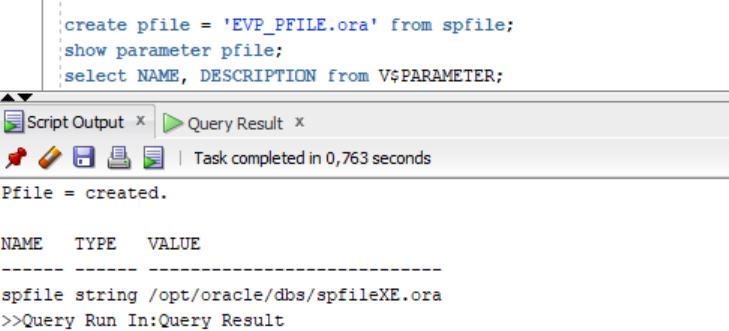 create pfile = 'EVP_PFILE.ora' from spfile;
show parameter pfile;
select NAME, DESCRIPTION from V$PARAMETER;
Script Output x Query Result x
Task completed in 0,763 seconds
Pfile = created.
NAME TYPE VALUE
------ ------ ----------------------------
spfile string /opt/oracle/dbs/spfileXE.ora
>>Query Run In:Query Result